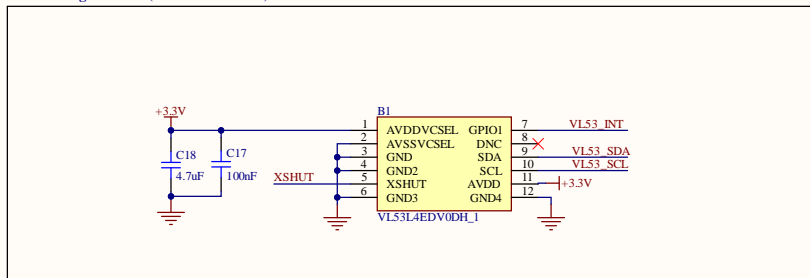 +3.3V
C18
4.7uF
C17
100nF
XSHUT
B1
1 AVDDVCSEL GPIO1 7 VL53_INT
2 AVSSVCSEL DNC 8
3 GND SDA 9 VL53_SDA
4 GND2 SCL 10 VL53_SCL
5 XSHUT AVDD 11 +3.3V
6 GND3 GND4 12
VL53L4EDV0DH_1